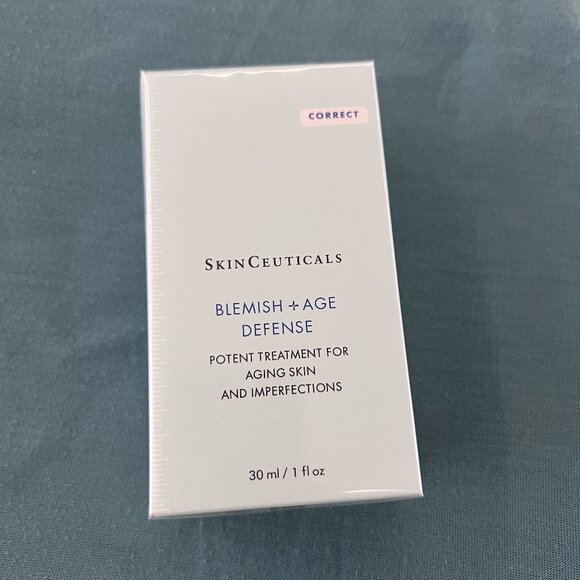 CORRECT
SKINCEUTICALS
BLEMISH + AGE
DEFENSE
POTENT TREATMENT FOR
AGING SKIN
AND IMPERFECTIONS
30 ml / 1 fl oz